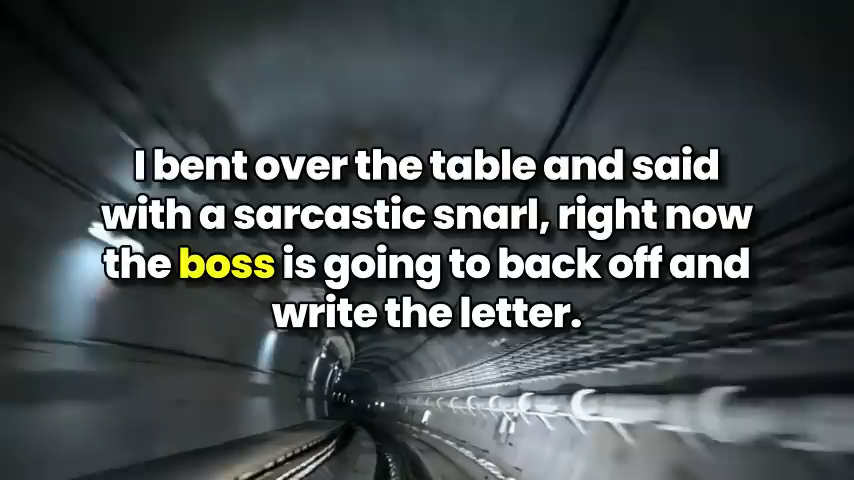 I bent over the table and said
with a sarcastic snarl, right now
the boss is going to back off and
write the letter.